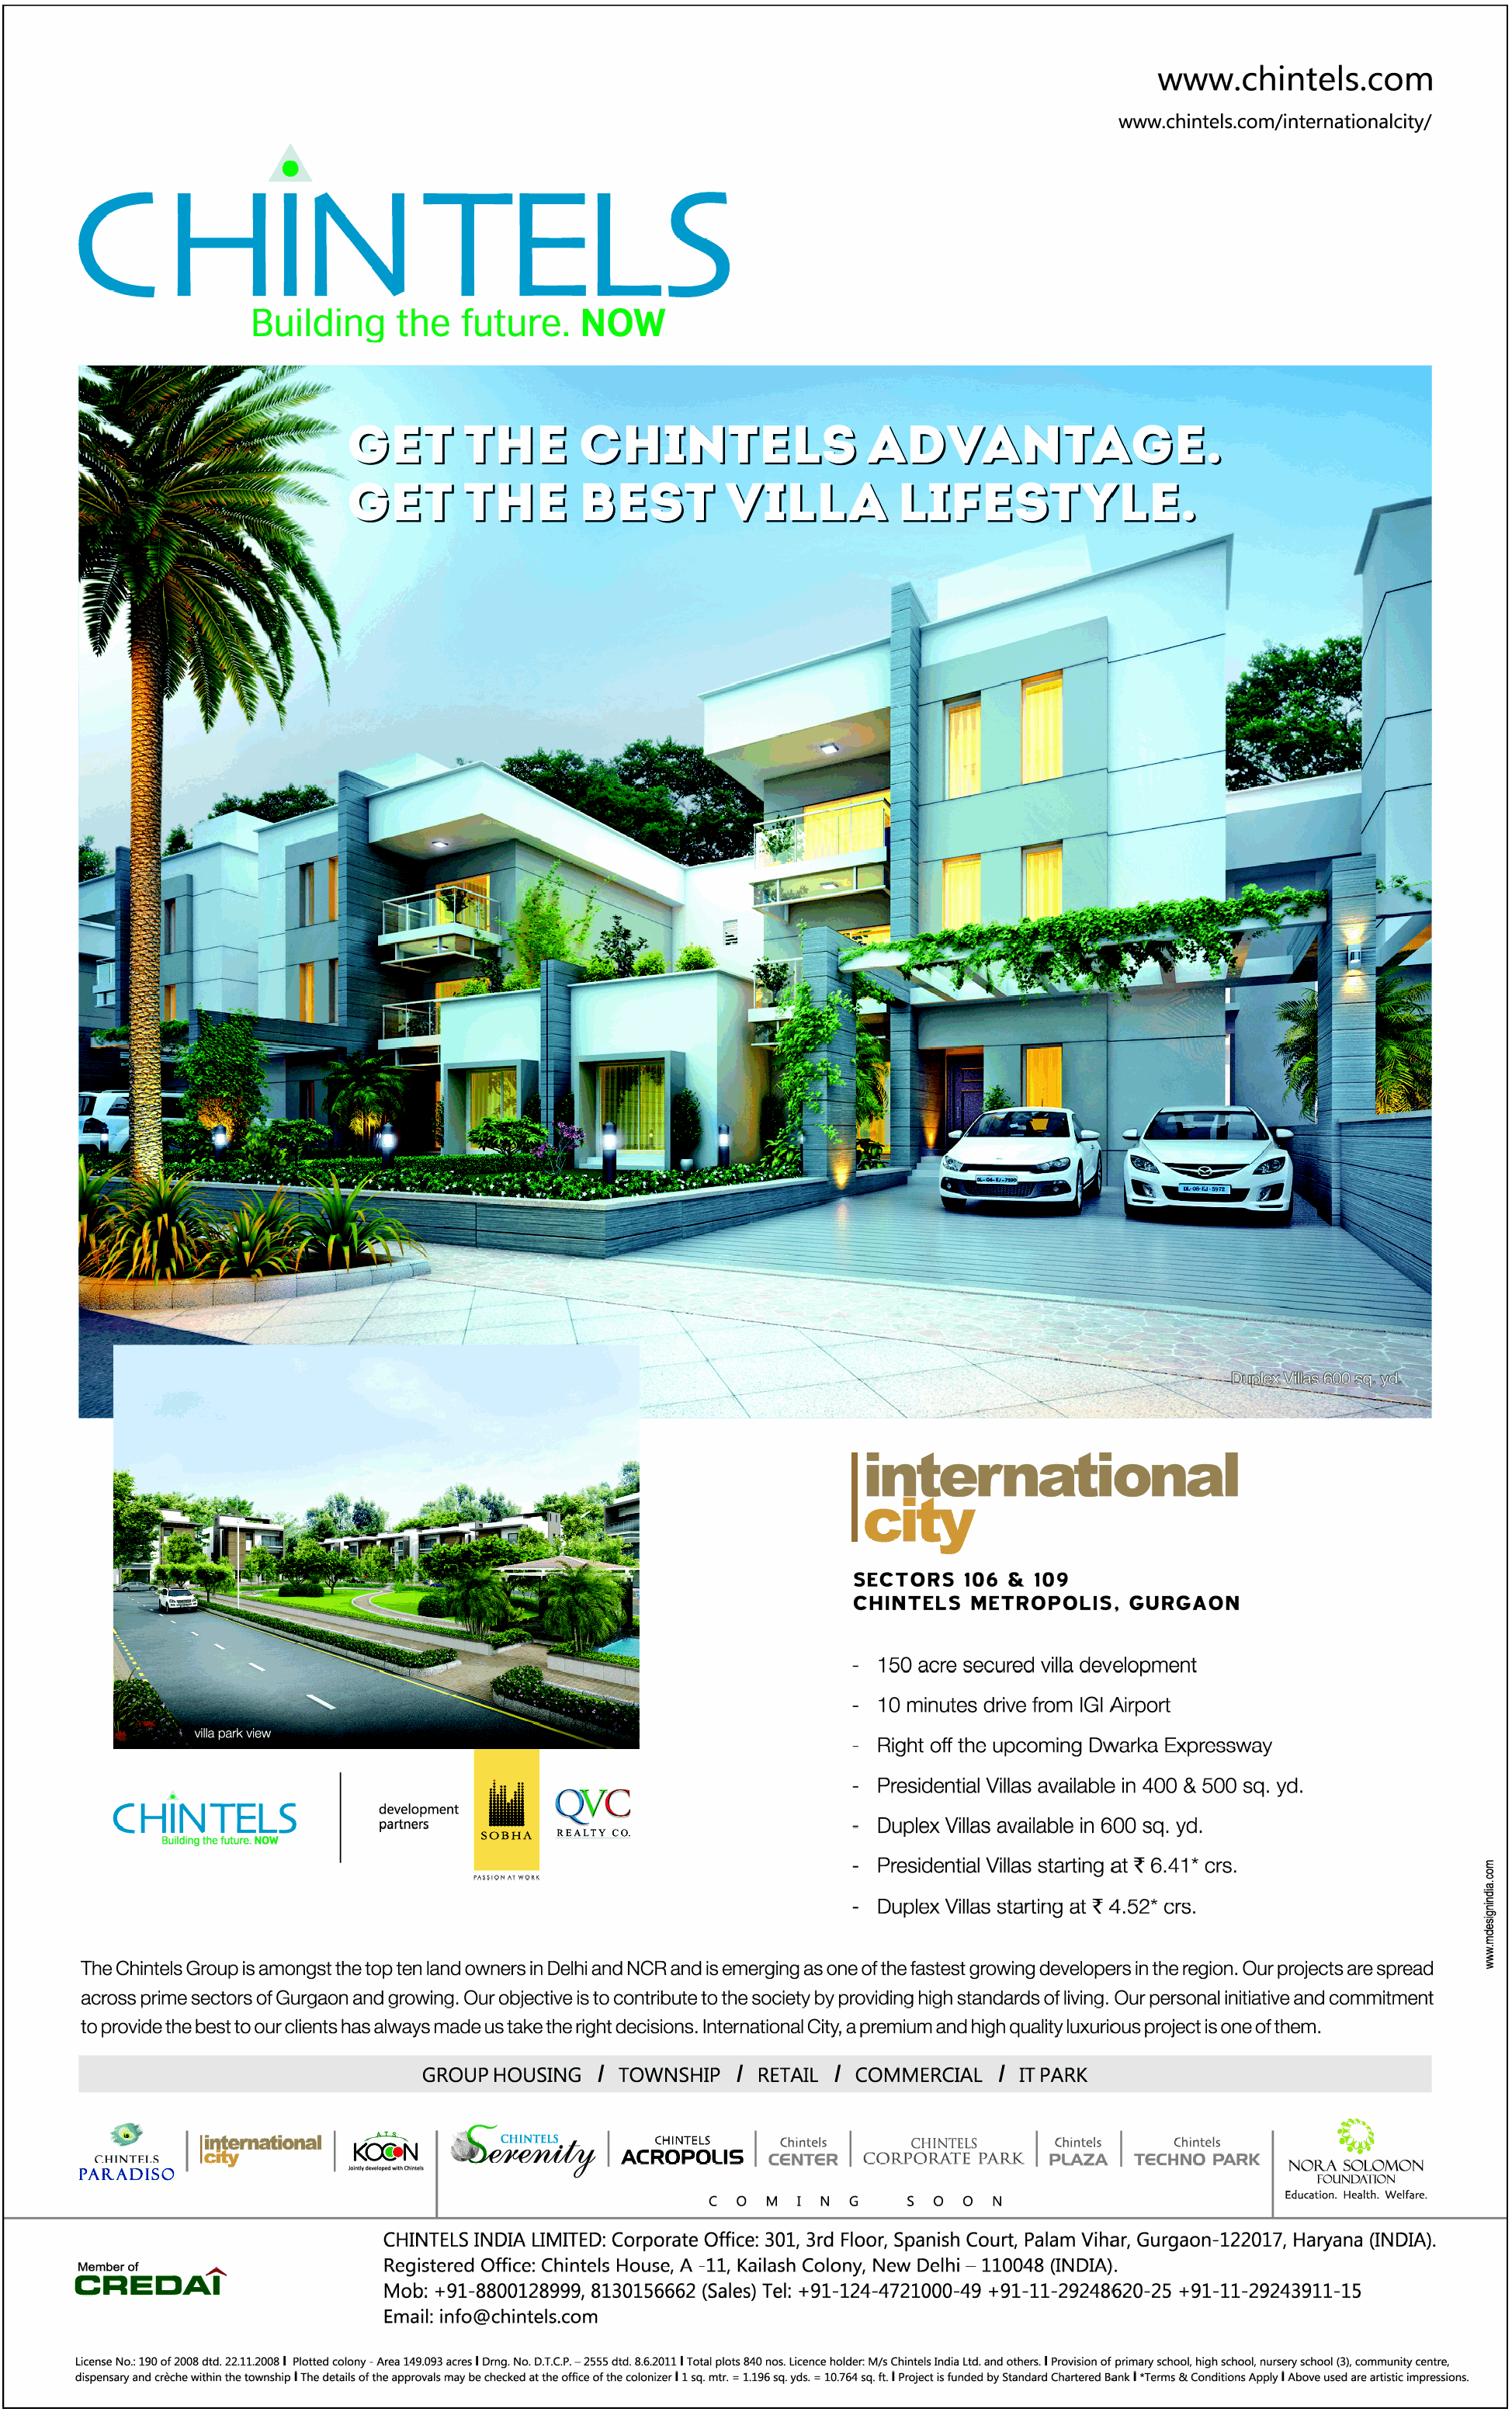 www.chintels.com
www.chintels.com/internationalcity/
CHINTELS
Building the future. NOW
GET THE CHINTELS ADVANTAGE.
GET THE BEST VILLA LIFESTYLE.
Duplex Villas 600 sq. yd.
villa park view
international
city
SECTORS 106 & 109
CHINTELS METROPOLIS, GURGAON
- 150 acre secured villa development
- 10 minutes drive from IGI Airport
- Right off the upcoming Dwarka Expressway
- Presidential Villas available in 400 & 500 sq. yd.
- Duplex Villas available in 600 sq. yd.
- Presidential Villas starting at ₹ 6.41* crs.
- Duplex Villas starting at ₹ 4.52* crs.
CHINTELS
Building the future. NOW
development
partners
SOBHA
PASSION AT WORK
QVC
REALTY CO.
www.mdesignindia.com
The Chintels Group is amongst the top ten land owners in Delhi and NCR and is emerging as one of the fastest growing developers in the region. Our projects are spread
across prime sectors of Gurgaon and growing. Our objective is to contribute to the society by providing high standards of living. Our personal initiative and commitment
to provide the best to our clients has always made us take the right decisions. International City, a premium and high quality luxurious project is one of them.
GROUP HOUSING / TOWNSHIP / RETAIL / COMMERCIAL / IT PARK
CHINTELS
PARADISO
international
city
ATS
KOCOON
Jointly developed with Chintels
CHINTELS
Serenity
CHINTELS
ACROPOLIS
Chintels
CENTER
CHINTELS
CORPORATE PARK
Chintels
PLAZA
Chintels
TECHNO PARK
COMING SOON
NORA SOLOMON
FOUNDATION
Education. Health. Welfare.
Member of
CREDAI
CHINTELS INDIA LIMITED: Corporate Office: 301, 3rd Floor, Spanish Court, Palam Vihar, Gurgaon-122017, Haryana (INDIA).
Registered Office: Chintels House, A -11, Kailash Colony, New Delhi – 110048 (INDIA).
Mob: +91-8800128999, 8130156662 (Sales) Tel: +91-124-4721000-49 +91-11-29248620-25 +91-11-29243911-15
Email: info@chintels.com
License No.: 190 of 2008 dtd. 22.11.2008 I Plotted colony - Area 149.093 acres I Drng. No. D.T.C.P. – 2555 dtd. 8.6.2011 I Total plots 840 nos. Licence holder: M/s Chintels India Ltd. and others. I Provision of primary school, high school, nursery school (3), community centre,
dispensary and crèche within the township I The details of the approvals may be checked at the office of the colonizer I 1 sq. mtr. = 1.196 sq. yds. = 10.764 sq. ft. I Project is funded by Standard Chartered Bank I *Terms & Conditions Apply I Above used are artistic impressions.